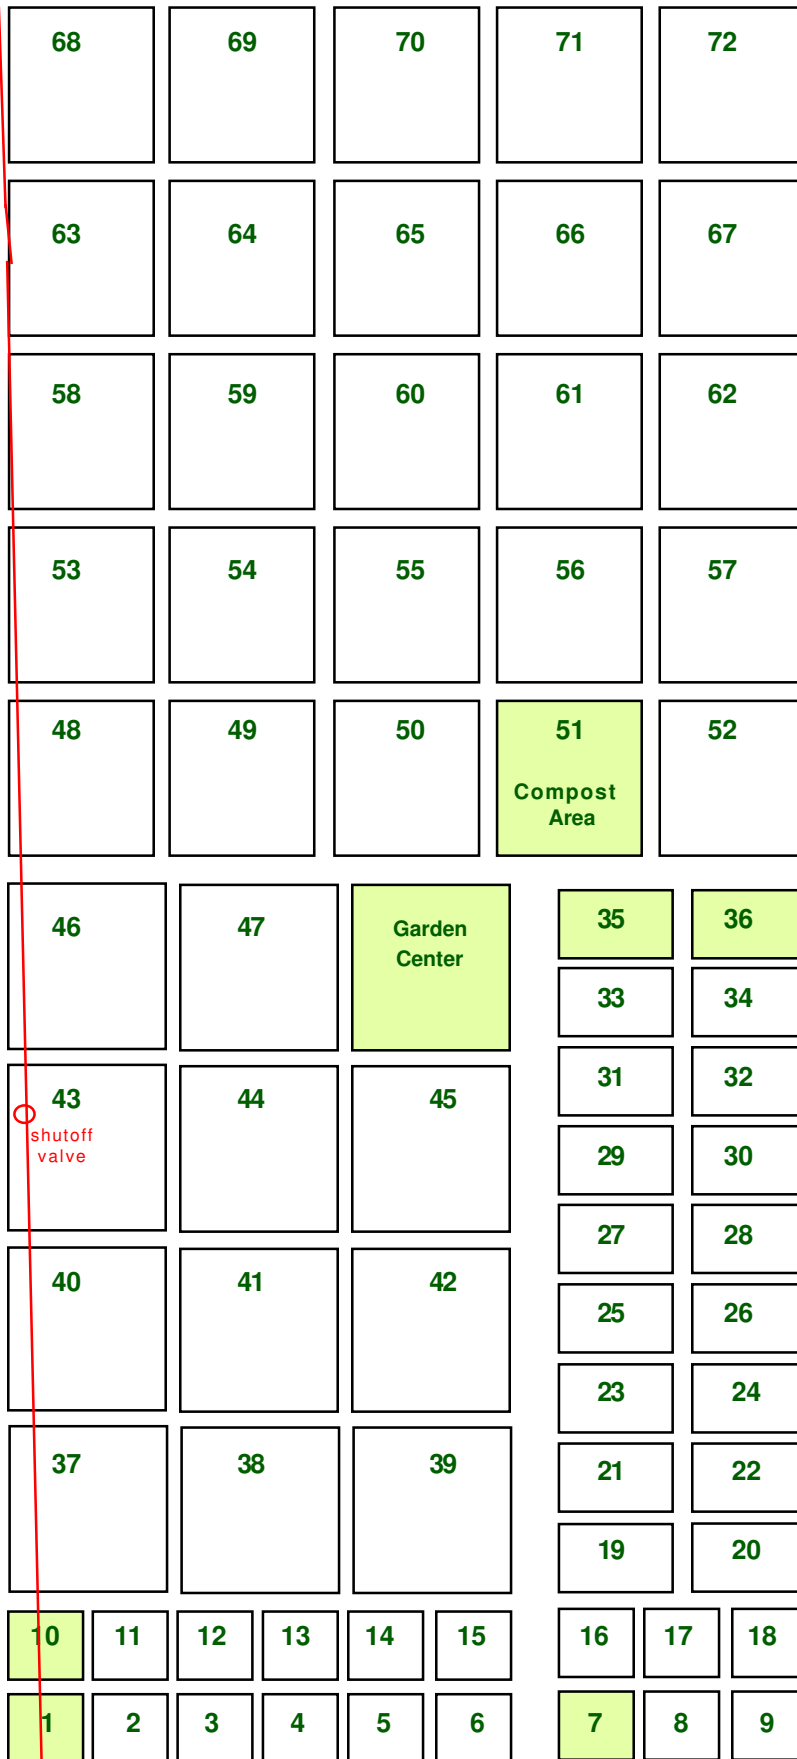 68 69 70 71 72
63 64 65 66 67
58 59 60 61 62
53 54 55 56 57
48 49 50 51 52
Compost
Area
46 47 Garden
Center
35 36
33 34
43 44 45
shutoff
valve
31 32
29 30
27 28
40 41 42
25 26
23 24
37 38 39
21 22
19 20
10 11 12 13 14 15 16 17 18
1 2 3 4 5 6 7 8 9